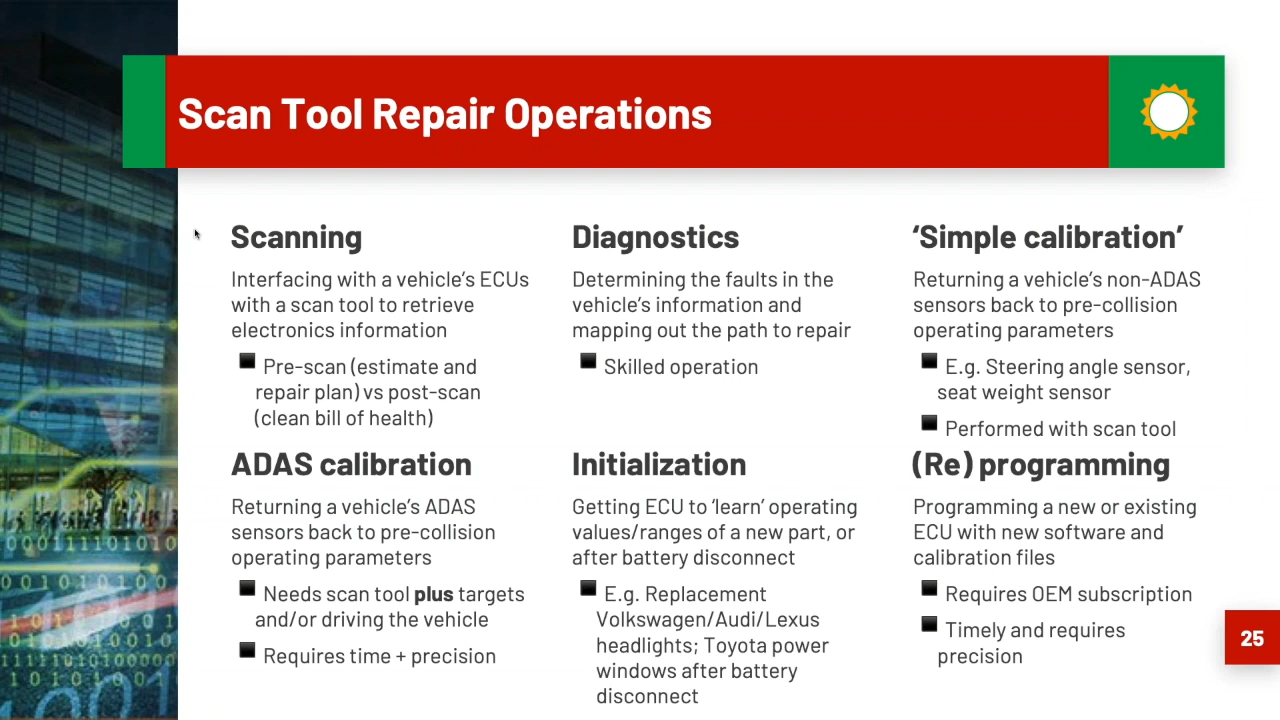 Scan Tool Repair Operations
Scanning
Interfacing with a vehicle's ECUs
with a scan tool to retrieve
electronics information
Pre-scan (estimate and
repair plan) vs post-scan
(clean bill of health)
Diagnostics
Determining the faults in the
vehicle's information and
mapping out the path to repair
Skilled operation
‘Simple calibration’
Returning a vehicle's non-ADAS
sensors back to pre-collision
operating parameters
E.g. Steering angle sensor,
seat weight sensor
Performed with scan tool
ADAS calibration
Returning a vehicle's ADAS
sensors back to pre-collision
operating parameters
Needs scan tool plus targets
and/or driving the vehicle
Requires time + precision
Initialization
Getting ECU to ‘learn’ operating
values/ranges of a new part, or
after battery disconnect
E.g. Replacement
Volkswagen/Audi/Lexus
headlights; Toyota power
windows after battery
disconnect
(Re) programming
Programming a new or existing
ECU with new software and
calibration files
Requires OEM subscription
Timely and requires
precision
25